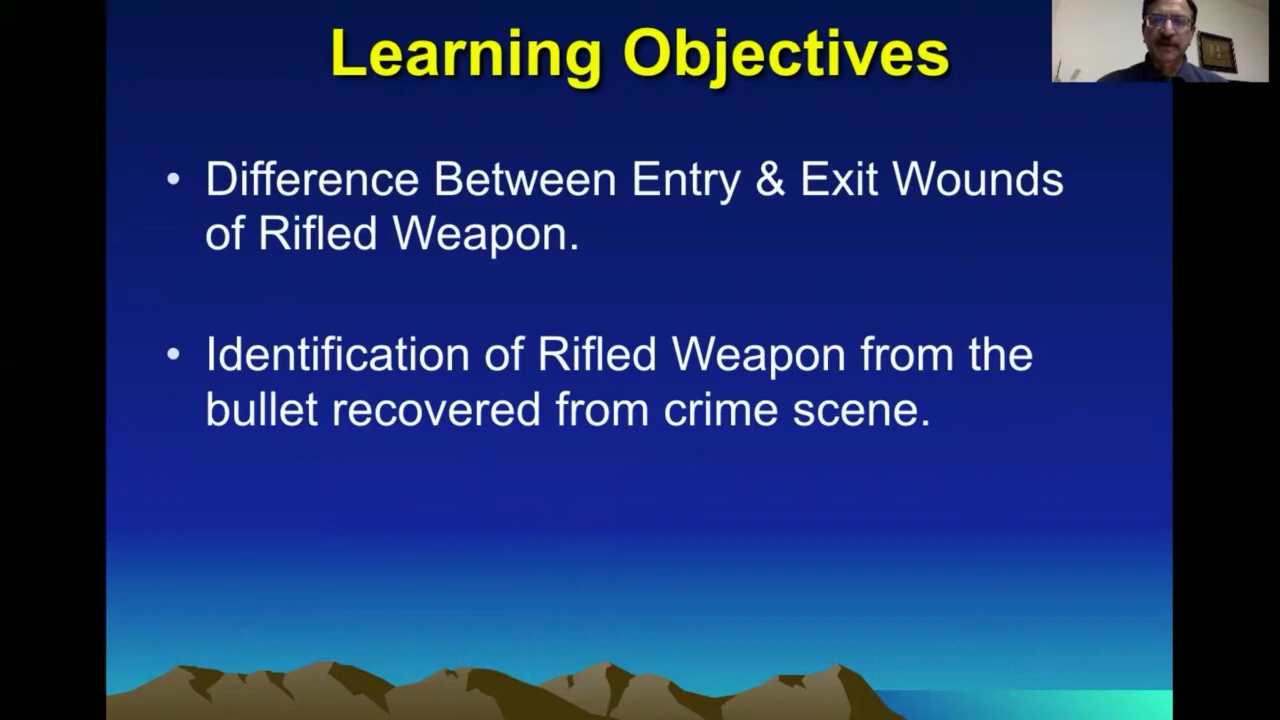 Learning Objectives
• Difference Between Entry & Exit Wounds
of Rifled Weapon.
• Identification of Rifled Weapon from the
bullet recovered from crime scene.